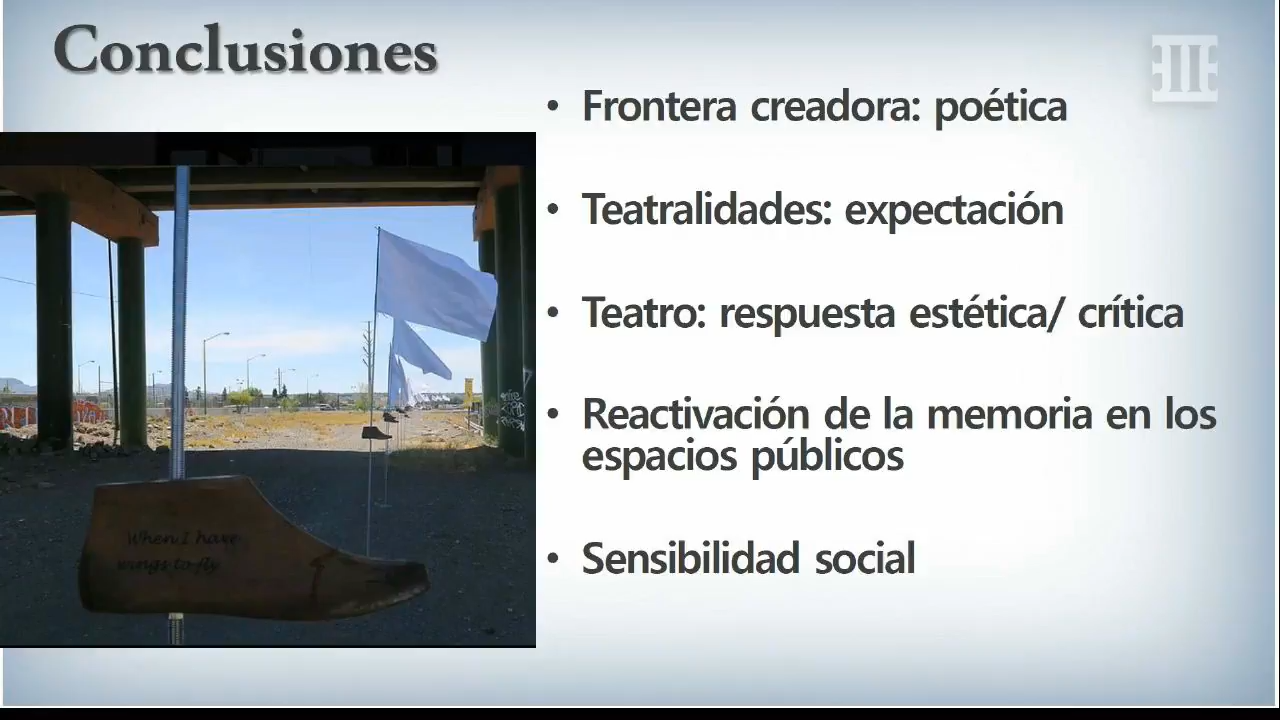 Conclusiones
• Frontera creadora: poética
• Teatralidades: expectación
• Teatro: respuesta estética/ crítica
• Reactivación de la memoria en los
espacios públicos
• Sensibilidad social
When I have
wings to fly